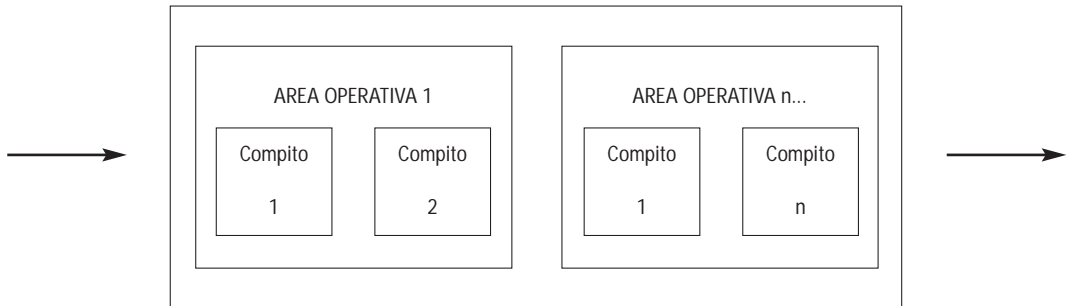 AREA OPERATIVA 1
Compito
1
Compito
2
AREA OPERATIVA n...
Compito
1
Compito
n